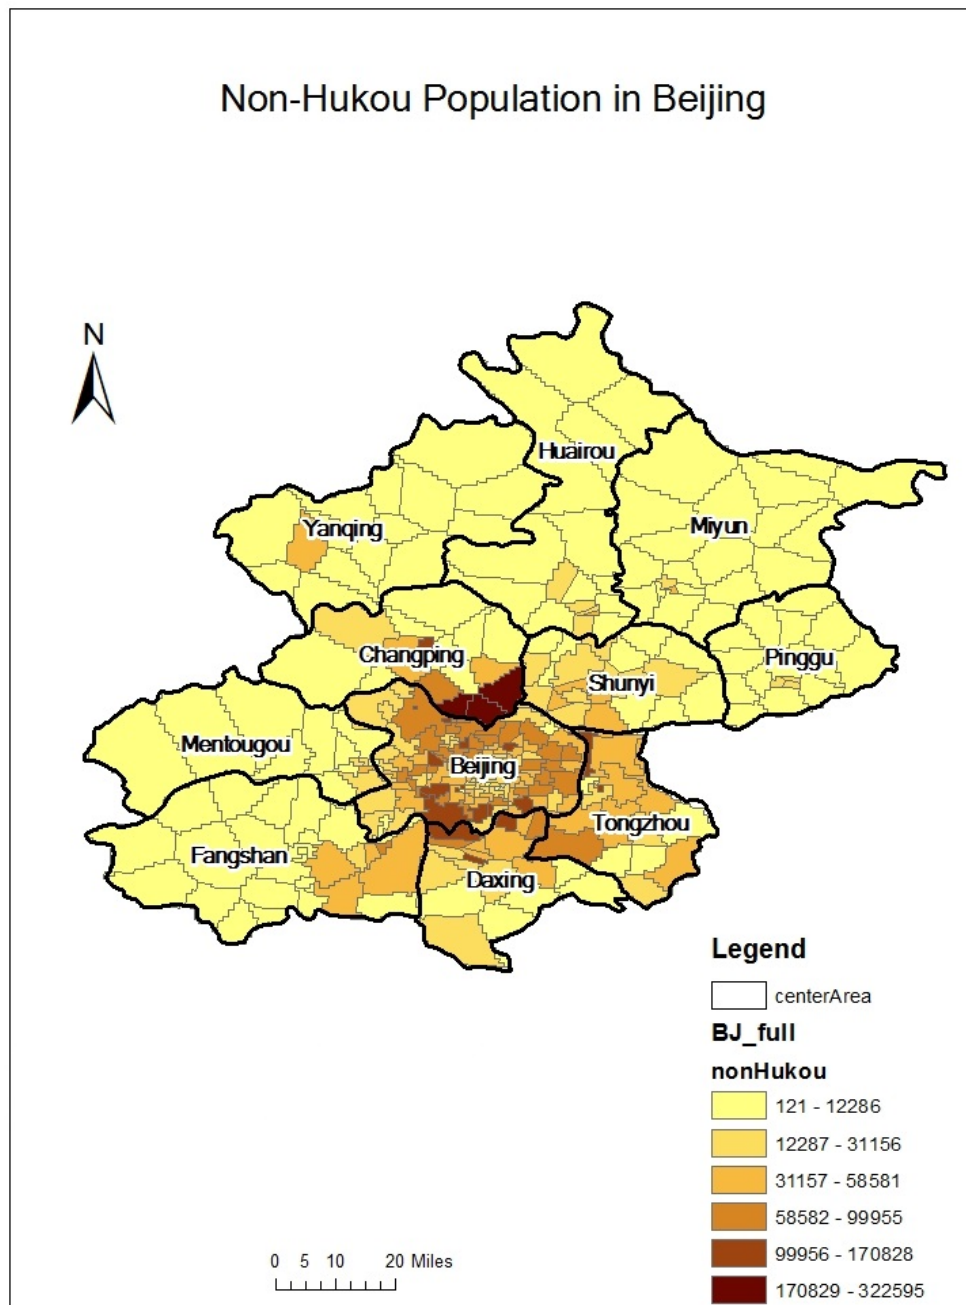 Non-Hukou Population in Beijing
N
Huairou
Yanqing
Miyun
Changping
Pinggu
Shunyi
Mentougou
Beijing
Tongzhou
Fangshan
Daxing
Legend
centerArea
BJ_full
nonHukou
121 - 12286
12287 - 31156
31157 - 58581
58582 - 99955
99956 - 170828
170829 - 322595
0 5 10 20 Miles